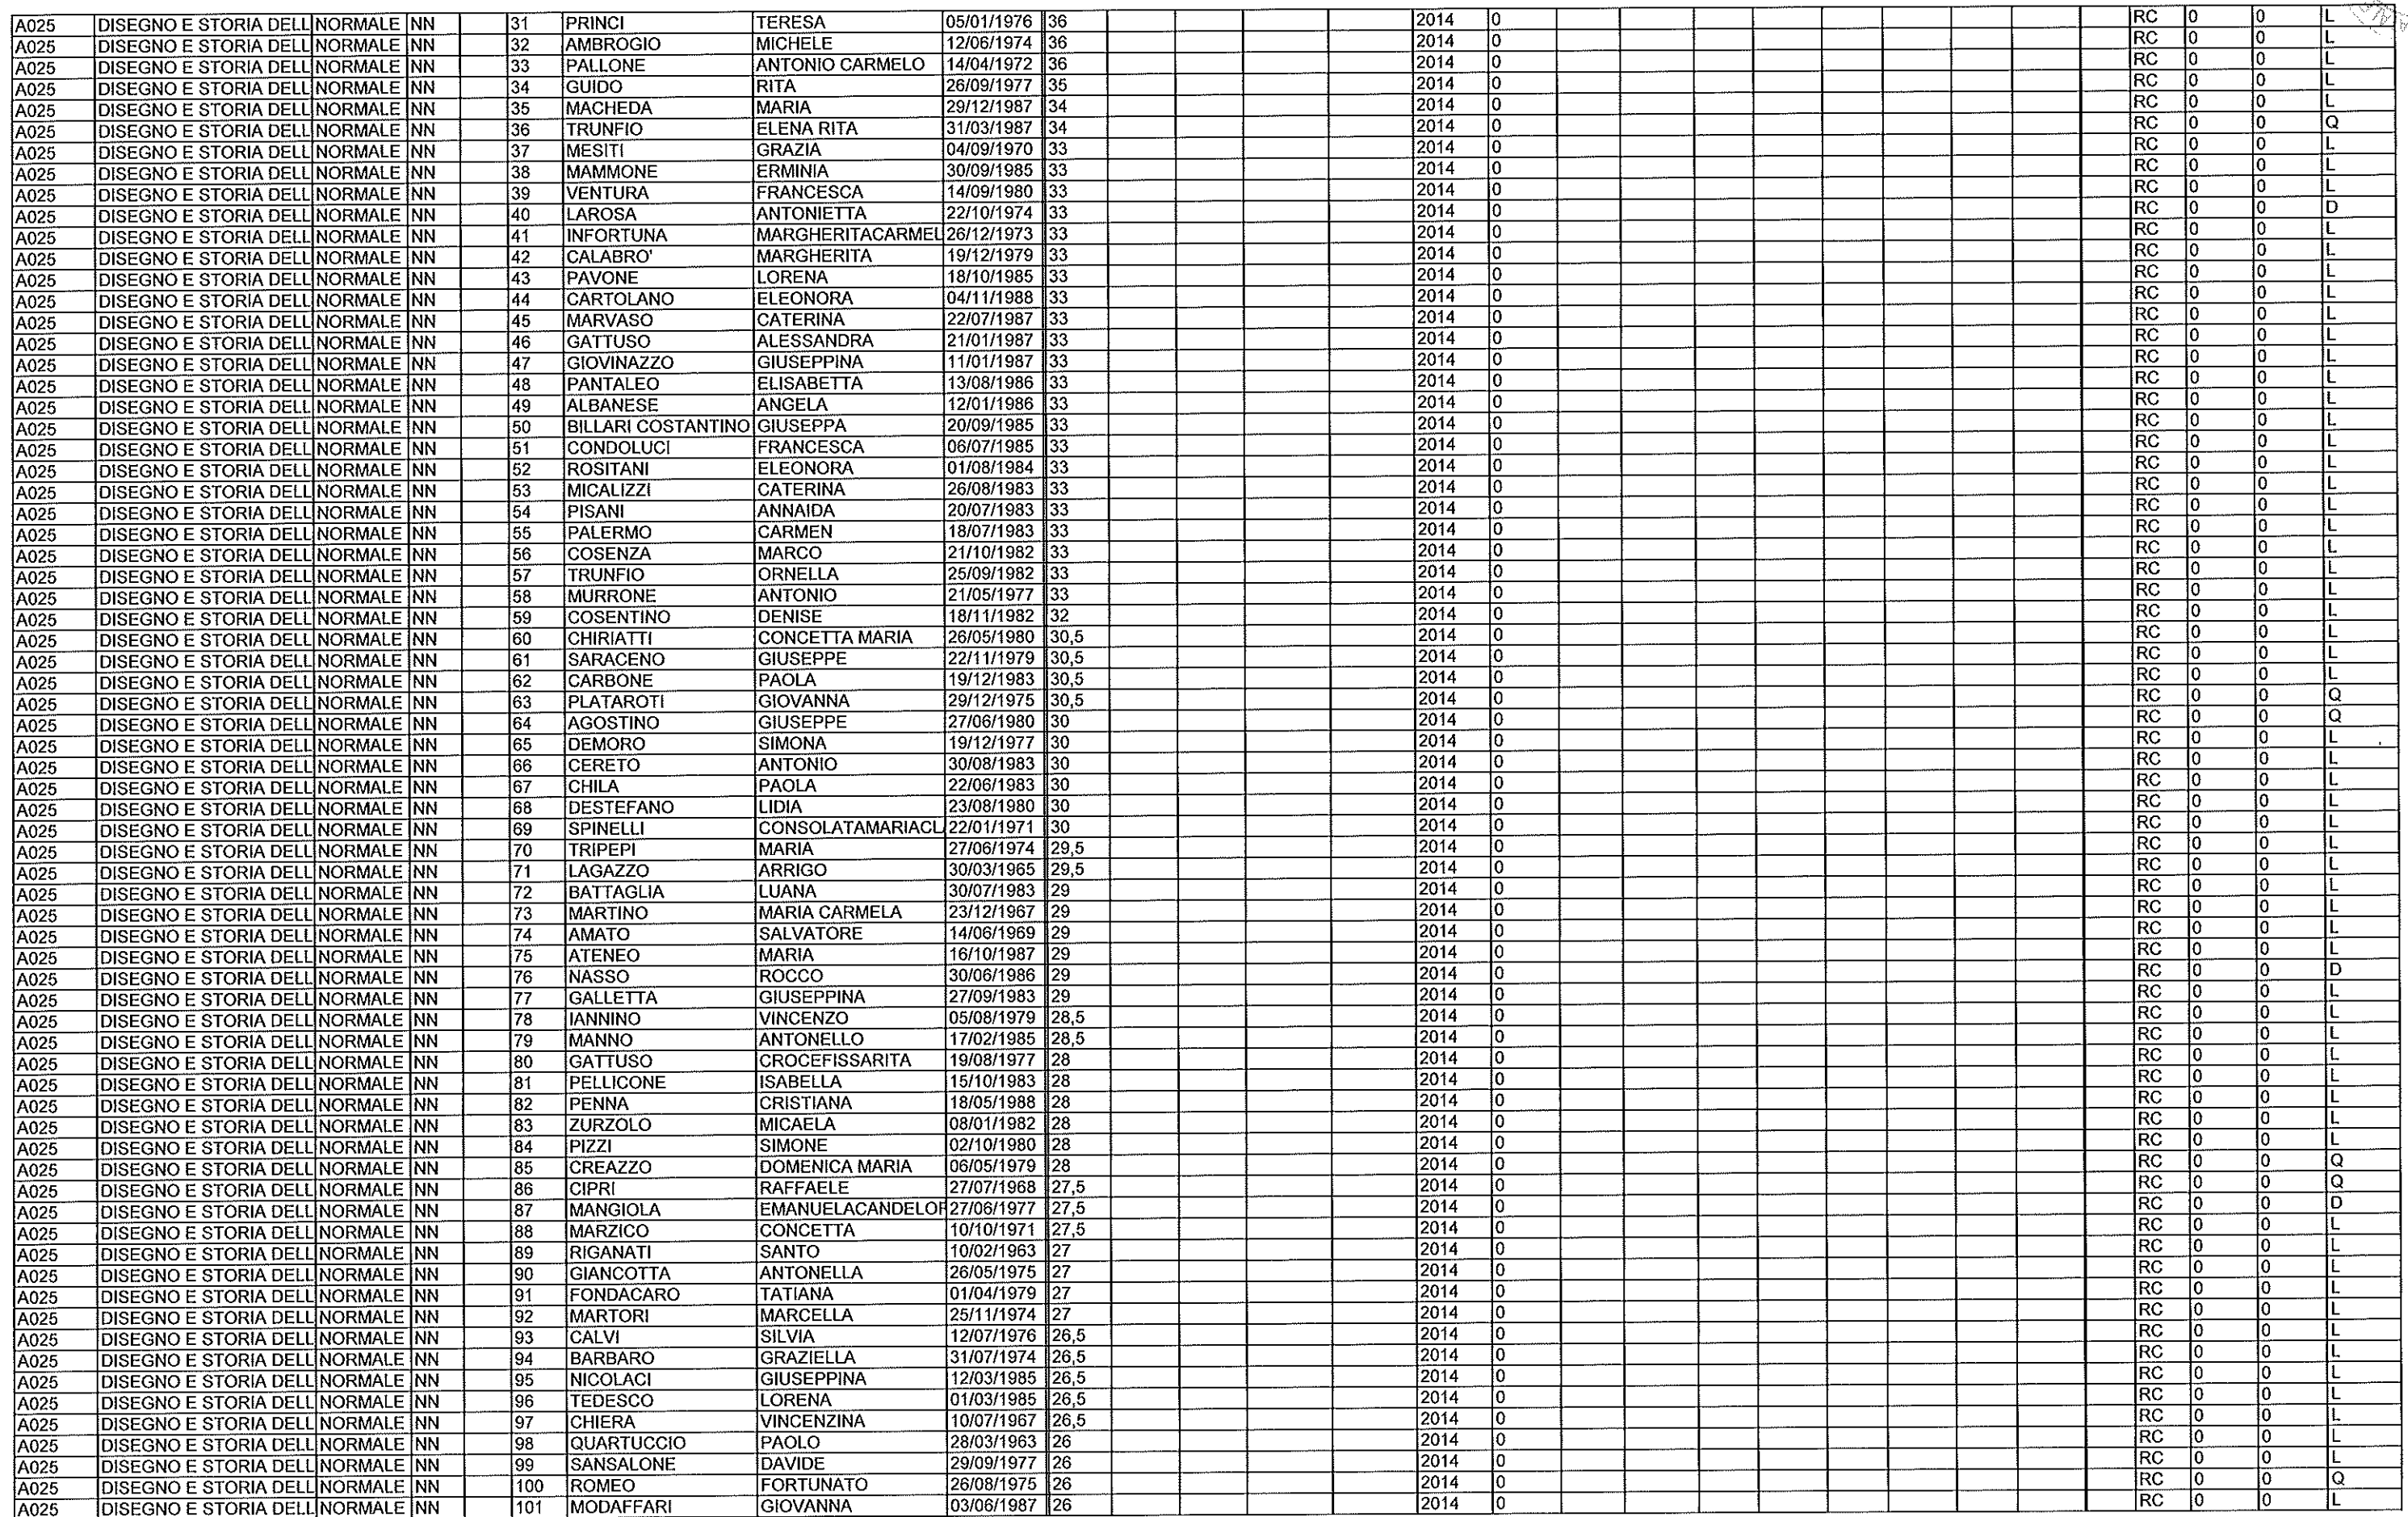 A025 DISEGNO E STORIA DELL NORMALE NN 31 PRINCI TERESA 05/01/1976 36 2014 0 RC 0 0 L
A025 DISEGNO E STORIA DELL NORMALE NN 32 AMBROGIO MICHELE 12/06/1974 36 2014 0 RC 0 0 L
A025 DISEGNO E STORIA DELL NORMALE NN 33 PALLONE ANTONIO CARMELO 14/04/1972 36 2014 0 RC 0 0 L
A025 DISEGNO E STORIA DELL NORMALE NN 34 GUIDO RITA 26/09/1977 35 2014 0 RC 0 0 L
A025 DISEGNO E STORIA DELL NORMALE NN 35 MACHEDA MARIA 29/12/1987 34 2014 0 RC 0 0 L
A025 DISEGNO E STORIA DELL NORMALE NN 36 TRUNFIO ELENA RITA 31/03/1987 34 2014 0 RC 0 0 Q
A025 DISEGNO E STORIA DELL NORMALE NN 37 MESITI GRAZIA 04/09/1970 33 2014 0 RC 0 0 L
A025 DISEGNO E STORIA DELL NORMALE NN 38 MAMMONE ERMINIA 30/09/1985 33 2014 0 RC 0 0 L
A025 DISEGNO E STORIA DELL NORMALE NN 39 VENTURA FRANCESCA 14/09/1980 33 2014 0 RC 0 0 L
A025 DISEGNO E STORIA DELL NORMALE NN 40 LAROSA ANTONIETTA 22/10/1974 33 2014 0 RC 0 0 D
A025 DISEGNO E STORIA DELL NORMALE NN 41 INFORTUNA MARGHERITACARMEL 26/12/1973 33 2014 0 RC 0 0 L
A025 DISEGNO E STORIA DELL NORMALE NN 42 CALABRO' MARGHERITA 19/12/1979 33 2014 0 RC 0 0 L
A025 DISEGNO E STORIA DELL NORMALE NN 43 PAVONE LORENA 18/10/1985 33 2014 0 RC 0 0 L
A025 DISEGNO E STORIA DELL NORMALE NN 44 CARTOLANO ELEONORA 04/11/1988 33 2014 0 RC 0 0 L
A025 DISEGNO E STORIA DELL NORMALE NN 45 MARVASO CATERINA 22/07/1987 33 2014 0 RC 0 0 L
A025 DISEGNO E STORIA DELL NORMALE NN 46 GATTUSO ALESSANDRA 21/01/1987 33 2014 0 RC 0 0 L
A025 DISEGNO E STORIA DELL NORMALE NN 47 GIOVINAZZO GIUSEPPINA 11/01/1987 33 2014 0 RC 0 0 L
A025 DISEGNO E STORIA DELL NORMALE NN 48 PANTALEO ELISABETTA 13/08/1986 33 2014 0 RC 0 0 L
A025 DISEGNO E STORIA DELL NORMALE NN 49 ALBANESE ANGELA 12/01/1986 33 2014 0 RC 0 0 L
A025 DISEGNO E STORIA DELL NORMALE NN 50 BILLARI COSTANTINO GIUSEPPA 20/09/1985 33 2014 0 RC 0 0 L
A025 DISEGNO E STORIA DELL NORMALE NN 51 CONDOLUCI FRANCESCA 06/07/1985 33 2014 0 RC 0 0 L
A025 DISEGNO E STORIA DELL NORMALE NN 52 ROSITANI ELEONORA 01/08/1984 33 2014 0 RC 0 0 L
A025 DISEGNO E STORIA DELL NORMALE NN 53 MICALIZZI CATERINA 26/08/1983 33 2014 0 RC 0 0 L
A025 DISEGNO E STORIA DELL NORMALE NN 54 PISANI ANNAIDA 20/07/1983 33 2014 0 RC 0 0 L
A025 DISEGNO E STORIA DELL NORMALE NN 55 PALERMO CARMEN 18/07/1983 33 2014 0 RC 0 0 L
A025 DISEGNO E STORIA DELL NORMALE NN 56 COSENZA MARCO 21/10/1982 33 2014 0 RC 0 0 L
A025 DISEGNO E STORIA DELL NORMALE NN 57 TRUNFIO ORNELLA 25/09/1982 33 2014 0 RC 0 0 L
A025 DISEGNO E STORIA DELL NORMALE NN 58 MURRONE ANTONIO 21/05/1977 33 2014 0 RC 0 0 L
A025 DISEGNO E STORIA DELL NORMALE NN 59 COSENTINO DENISE 18/11/1982 32 2014 0 RC 0 0 L
A025 DISEGNO E STORIA DELL NORMALE NN 60 CHIRIATTI CONCETTA MARIA 26/05/1980 30,5 2014 0 RC 0 0 L
A025 DISEGNO E STORIA DELL NORMALE NN 61 SARACENO GIUSEPPE 22/11/1979 30,5 2014 0 RC 0 0 L
A025 DISEGNO E STORIA DELL NORMALE NN 62 CARBONE PAOLA 19/12/1983 30,5 2014 0 RC 0 0 L
A025 DISEGNO E STORIA DELL NORMALE NN 63 PLATAROTI GIOVANNA 29/12/1975 30,5 2014 0 RC 0 0 Q
A025 DISEGNO E STORIA DELL NORMALE NN 64 AGOSTINO GIUSEPPE 27/06/1980 30 2014 0 RC 0 0 Q
A025 DISEGNO E STORIA DELL NORMALE NN 65 DEMORO SIMONA 19/12/1977 30 2014 0 RC 0 0 L
A025 DISEGNO E STORIA DELL NORMALE NN 66 CERETO ANTONIO 30/08/1983 30 2014 0 RC 0 0 L
A025 DISEGNO E STORIA DELL NORMALE NN 67 CHILA PAOLA 22/06/1983 30 2014 0 RC 0 0 L
A025 DISEGNO E STORIA DELL NORMALE NN 68 DESTEFANO LIDIA 23/08/1980 30 2014 0 RC 0 0 L
A025 DISEGNO E STORIA DELL NORMALE NN 69 SPINELLI CONSOLATAMARIACL 22/01/1971 30 2014 0 RC 0 0 L
A025 DISEGNO E STORIA DELL NORMALE NN 70 TRIPEPI MARIA 27/06/1974 29,5 2014 0 RC 0 0 L
A025 DISEGNO E STORIA DELL NORMALE NN 71 LAGAZZO ARRIGO 30/03/1965 29,5 2014 0 RC 0 0 L
A025 DISEGNO E STORIA DELL NORMALE NN 72 BATTAGLIA LUANA 30/07/1983 29 2014 0 RC 0 0 L
A025 DISEGNO E STORIA DELL NORMALE NN 73 MARTINO MARIA CARMELA 23/12/1967 29 2014 0 RC 0 0 L
A025 DISEGNO E STORIA DELL NORMALE NN 74 AMATO SALVATORE 14/06/1969 29 2014 0 RC 0 0 L
A025 DISEGNO E STORIA DELL NORMALE NN 75 ATENEO MARIA 16/10/1987 29 2014 0 RC 0 0 L
A025 DISEGNO E STORIA DELL NORMALE NN 76 NASSO ROCCO 30/06/1986 29 2014 0 RC 0 0 D
A025 DISEGNO E STORIA DELL NORMALE NN 77 GALLETTA GIUSEPPINA 27/09/1983 29 2014 0 RC 0 0 L
A025 DISEGNO E STORIA DELL NORMALE NN 78 IANNINO VINCENZO 05/08/1979 28,5 2014 0 RC 0 0 L
A025 DISEGNO E STORIA DELL NORMALE NN 79 MANNO ANTONELLO 17/02/1985 28,5 2014 0 RC 0 0 L
A025 DISEGNO E STORIA DELL NORMALE NN 80 GATTUSO CROCEFISSARITA 19/08/1977 28 2014 0 RC 0 0 L
A025 DISEGNO E STORIA DELL NORMALE NN 81 PELLICONE ISABELLA 15/10/1983 28 2014 0 RC 0 0 L
A025 DISEGNO E STORIA DELL NORMALE NN 82 PENNA CRISTIANA 18/05/1988 28 2014 0 RC 0 0 L
A025 DISEGNO E STORIA DELL NORMALE NN 83 ZURZOLO MICAELA 08/01/1982 28 2014 0 RC 0 0 L
A025 DISEGNO E STORIA DELL NORMALE NN 84 PIZZI SIMONE 02/10/1980 28 2014 0 RC 0 0 L
A025 DISEGNO E STORIA DELL NORMALE NN 85 CREAZZO DOMENICA MARIA 06/05/1979 28 2014 0 RC 0 0 Q
A025 DISEGNO E STORIA DELL NORMALE NN 86 CIPRI RAFFAELE 27/07/1968 27,5 2014 0 RC 0 0 Q
A025 DISEGNO E STORIA DELL NORMALE NN 87 MANGIOLA EMANUELACANDELOR 27/06/1977 27,5 2014 0 RC 0 0 D
A025 DISEGNO E STORIA DELL NORMALE NN 88 MARZICO CONCETTA 10/10/1971 27,5 2014 0 RC 0 0 L
A025 DISEGNO E STORIA DELL NORMALE NN 89 RIGANATI SANTO 10/02/1963 27 2014 0 RC 0 0 L
A025 DISEGNO E STORIA DELL NORMALE NN 90 GIANCOTTA ANTONELLA 26/05/1975 27 2014 0 RC 0 0 L
A025 DISEGNO E STORIA DELL NORMALE NN 91 FONDACARO TATIANA 01/04/1979 27 2014 0 RC 0 0 L
A025 DISEGNO E STORIA DELL NORMALE NN 92 MARTORI MARCELLA 25/11/1974 27 2014 0 RC 0 0 L
A025 DISEGNO E STORIA DELL NORMALE NN 93 CALVI SILVIA 12/07/1976 26,5 2014 0 RC 0 0 L
A025 DISEGNO E STORIA DELL NORMALE NN 94 BARBARO GRAZIELLA 31/07/1974 26,5 2014 0 RC 0 0 L
A025 DISEGNO E STORIA DELL NORMALE NN 95 NICOLACI GIUSEPPINA 12/03/1985 26,5 2014 0 RC 0 0 L
A025 DISEGNO E STORIA DELL NORMALE NN 96 TEDESCO LORENA 01/03/1985 26,5 2014 0 RC 0 0 L
A025 DISEGNO E STORIA DELL NORMALE NN 97 CHIERA VINCENZINA 10/07/1967 26,5 2014 0 RC 0 0 L
A025 DISEGNO E STORIA DELL NORMALE NN 98 QUARTUCCIO PAOLO 28/03/1963 26 2014 0 RC 0 0 L
A025 DISEGNO E STORIA DELL NORMALE NN 99 SANSALONE DAVIDE 29/09/1977 26 2014 0 RC 0 0 L
A025 DISEGNO E STORIA DELL NORMALE NN 100 ROMEO FORTUNATO 26/08/1975 26 2014 0 RC 0 0 Q
A025 DISEGNO E STORIA DELL NORMALE NN 101 MODAFFARI GIOVANNA 03/06/1987 26 2014 0 RC 0 0 L